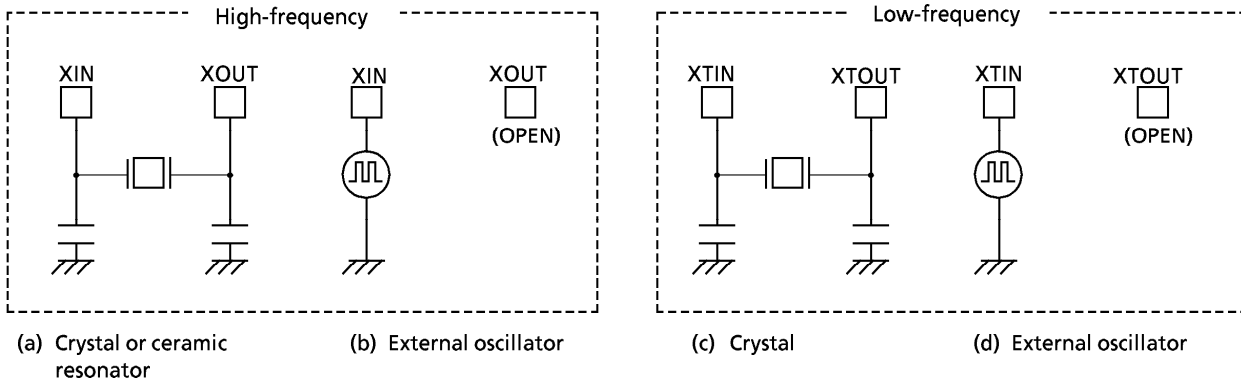 High-frequency
Low-frequency
XIN
XOUT
XIN
XOUT
XTIN
XTOUT
XTIN
XTOUT
(OPEN)
(OPEN)
(a) Crystal or ceramic
resonator
(b) External oscillator
(c) Crystal
(d) External oscillator